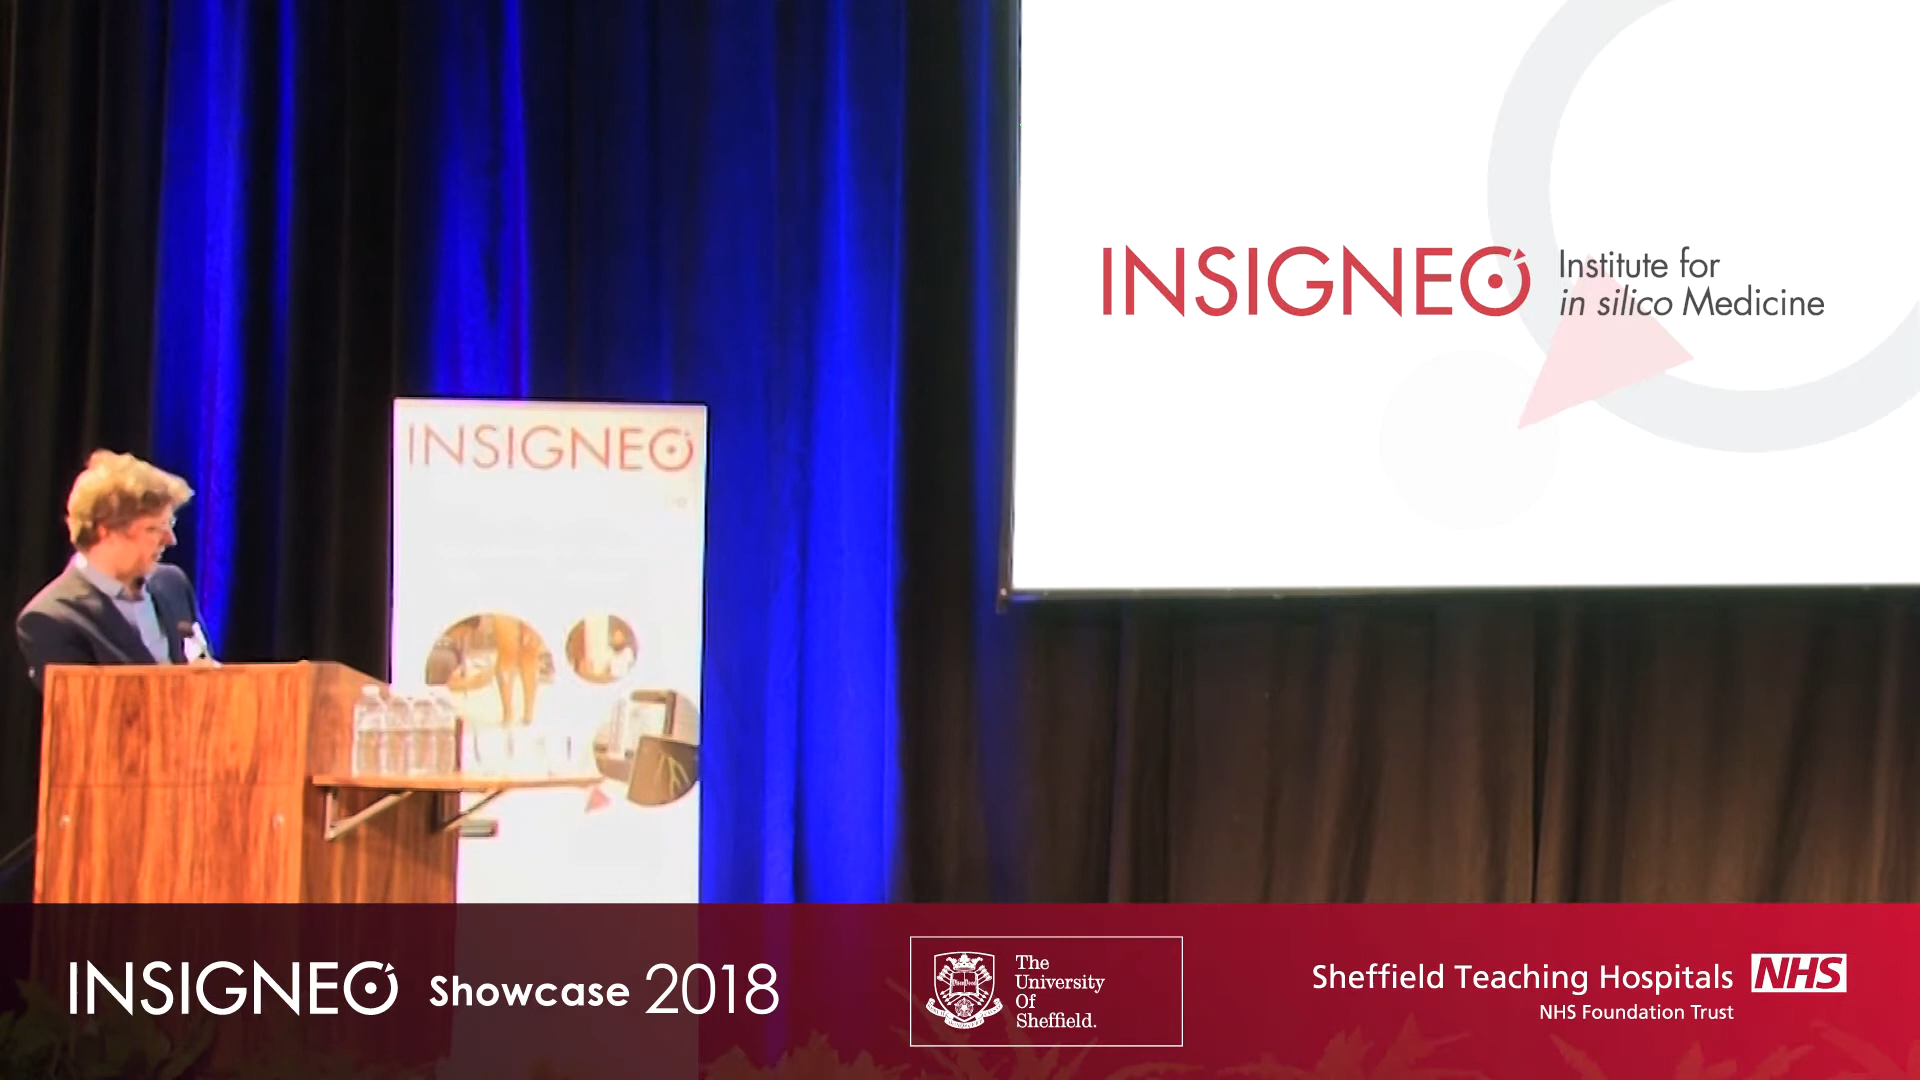 INSIGNEO
Institute for
in silico Medicine
INSIGNEO
INSIGNEO Showcase 2018
The
University
Of
Sheffield.
Sheffield Teaching Hospitals NHS
NHS Foundation Trust